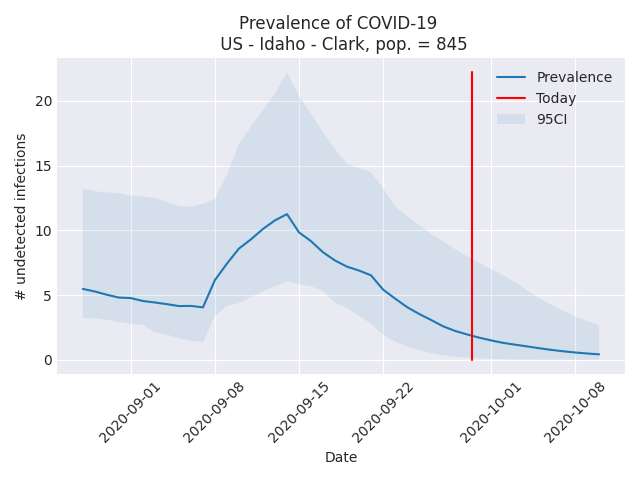 Prevalence of COVID-19
US - Idaho - Clark, pop. = 845
Prevalence
Today
95CI
# undetected infections
20
15
10
5
0
2020-09-01
2020-09-08
2020-09-15
2020-09-22
2020-10-01
2020-10-08
Date